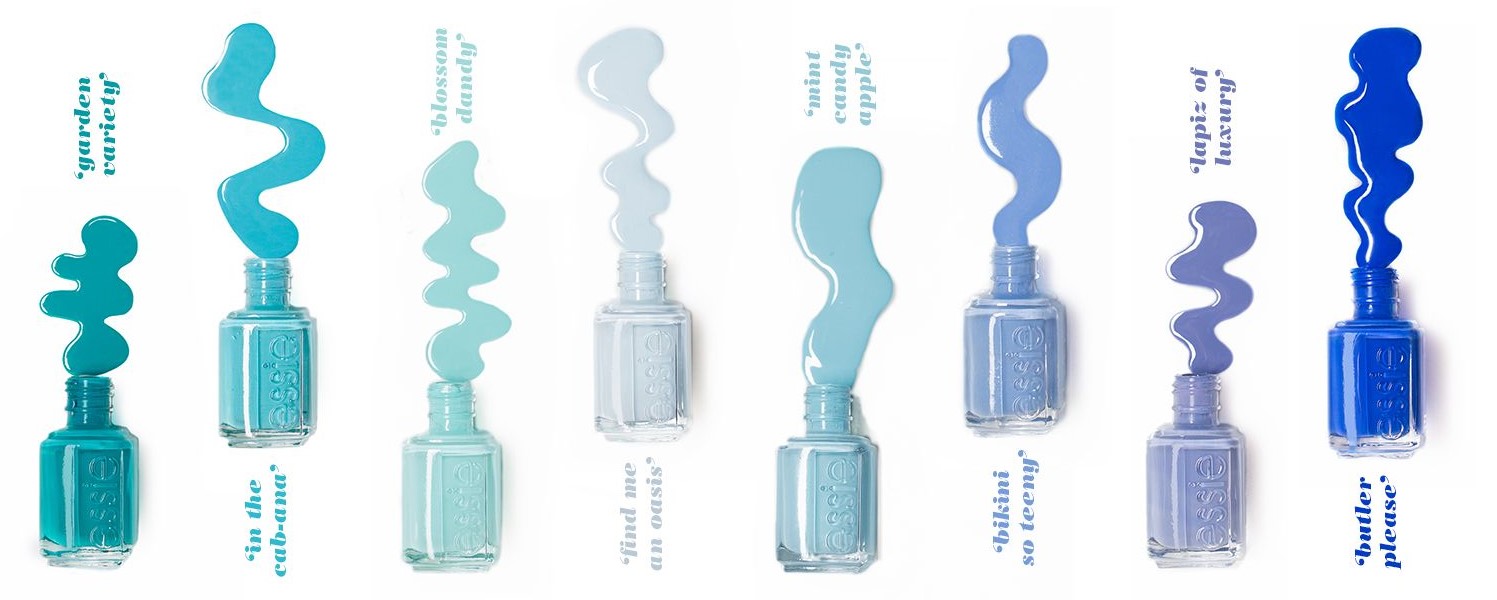 'garden
variety'
essie
essie
'in the
cab-ana'
'blossom
dandy'
essie
essie
'find me
an oasis'
'mint
candy
apple'
essie
essie
'bikini
so teeny'
'lapiz of
luxury'
essie
essie
'butler
please'